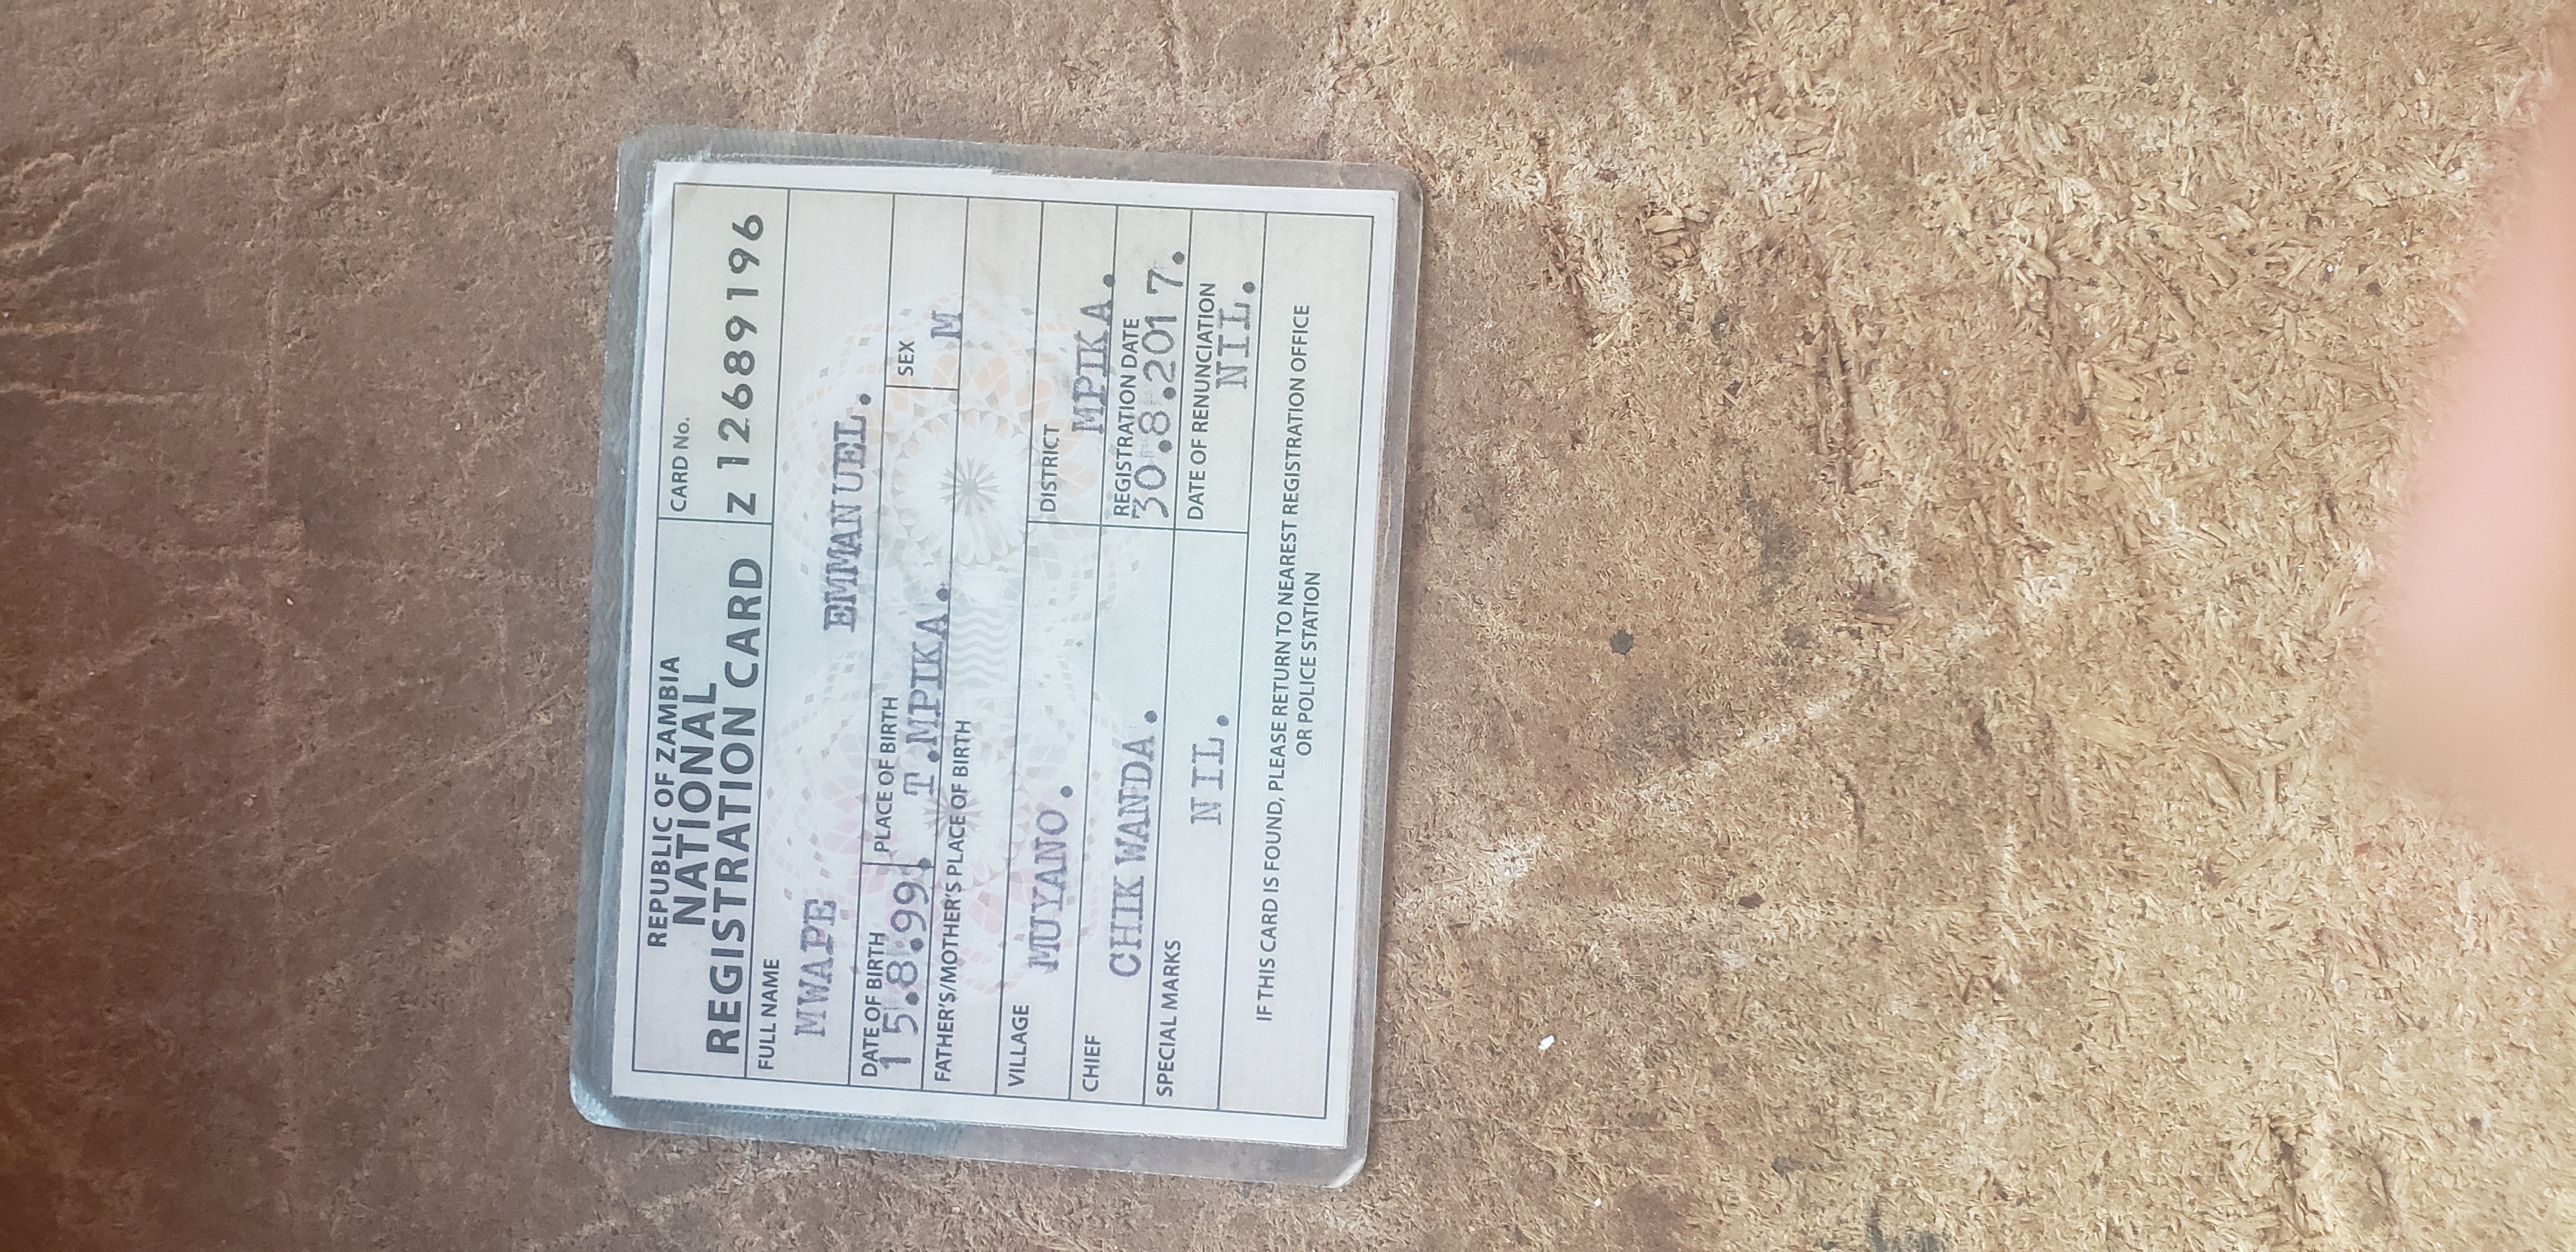 REPUBLIC OF ZAMBIA
NATIONAL
REGISTRATION CARD
CARD No.
Z 12689196
FULL NAME
MWAPE EMMANUEL.
DATE OF BIRTH
15.8.99.
PLACE OF BIRTH
T.MPIKA.
SEX
M
FATHER'S/MOTHER'S PLACE OF BIRTH
VILLAGE
MUYANO.
DISTRICT
MPIKA.
CHIEF
CHIK WANDA.
REGISTRATION DATE
30.8.2017.
SPECIAL MARKS
NIL.
DATE OF RENUNCIATION
NIL.
IF THIS CARD IS FOUND, PLEASE RETURN TO NEAREST REGISTRATION OFFICE
OR POLICE STATION